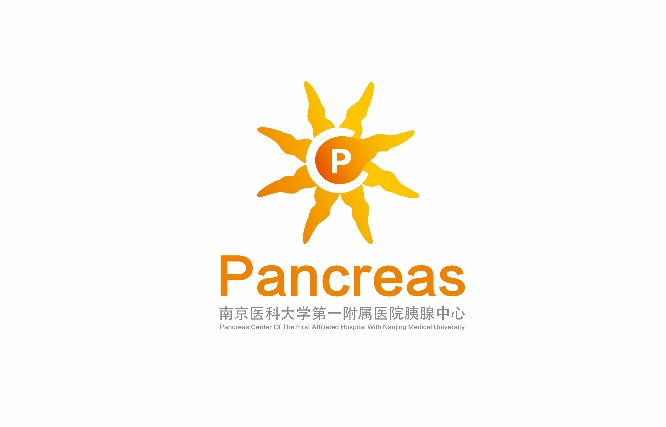 P
Pancreas
南京医科大学第一附属医院胰腺中心
Pancreas Center Of The First Affiliated Hospital With Nanjing Medical University